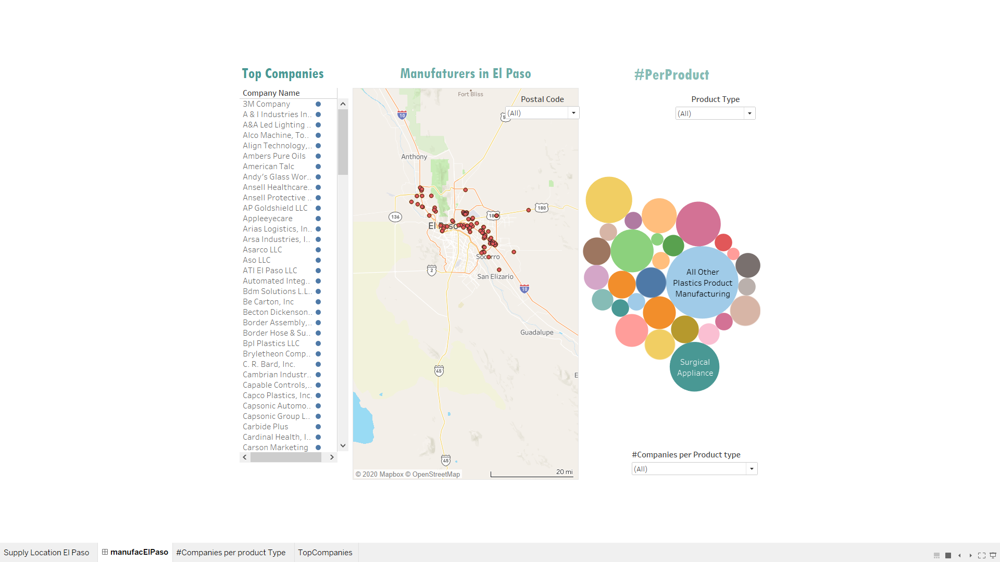 Top Companies
Manufaturers in El Paso
#PerProduct
Company Name
3M Company
A & I Industries In..
A&A Led Lighting ..
Alco Machine, To..
Align Technology,..
Ambers Pure Oils
American Talc
Andy's Glass Wor..
Ansell Healthcare..
Ansell Protective ..
AP Goldshield LLC
Appleeyecare
Arias Logistics, In..
Arsa Industries, I..
Asarco LLC
Aso LLC
ATI El Paso LLC
Automated Integ..
Bdm Solutions L.L..
Be Carton, Inc
Becton Dickenson..
Border Assembly,..
Border Hose & Su..
Bpl Plastics LLC
Bryletheon Comp..
C. R. Bard, Inc.
Cambrian Industr..
Capable Controls,..
Capco Plastics, Inc.
Capsonic Automo..
Capsonic Group L..
Carbide Plus
Cardinal Health, I..
Carson Marketing
Fort Bliss
Postal Code
(All)
10
Anthony
136
180
180
El Paso
Socorro
2
San Elizario
10
Guadalupe
45
E
45
20 mi
© 2020 Mapbox © OpenStreetMap
Product Type
(All)
All Other
Plastics Product
Manufacturing
Surgical
Appliance
#Companies per Product type
(All)
Supply Location El Paso
manufacElPaso
#Companies per product Type
TopCompanies